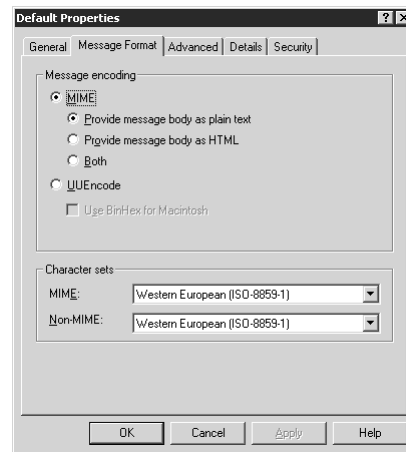 Default Properties
General Message Format Advanced Details Security
Message encoding
MIME
Provide message body as plain text
Provide message body as HTML
Both
UUEncode
Use BinHex for Macintosh
Character sets
MIME: Western European (ISO-8859-1)
Non-MIME: Western European (ISO-8859-1)
OK Cancel Apply Help